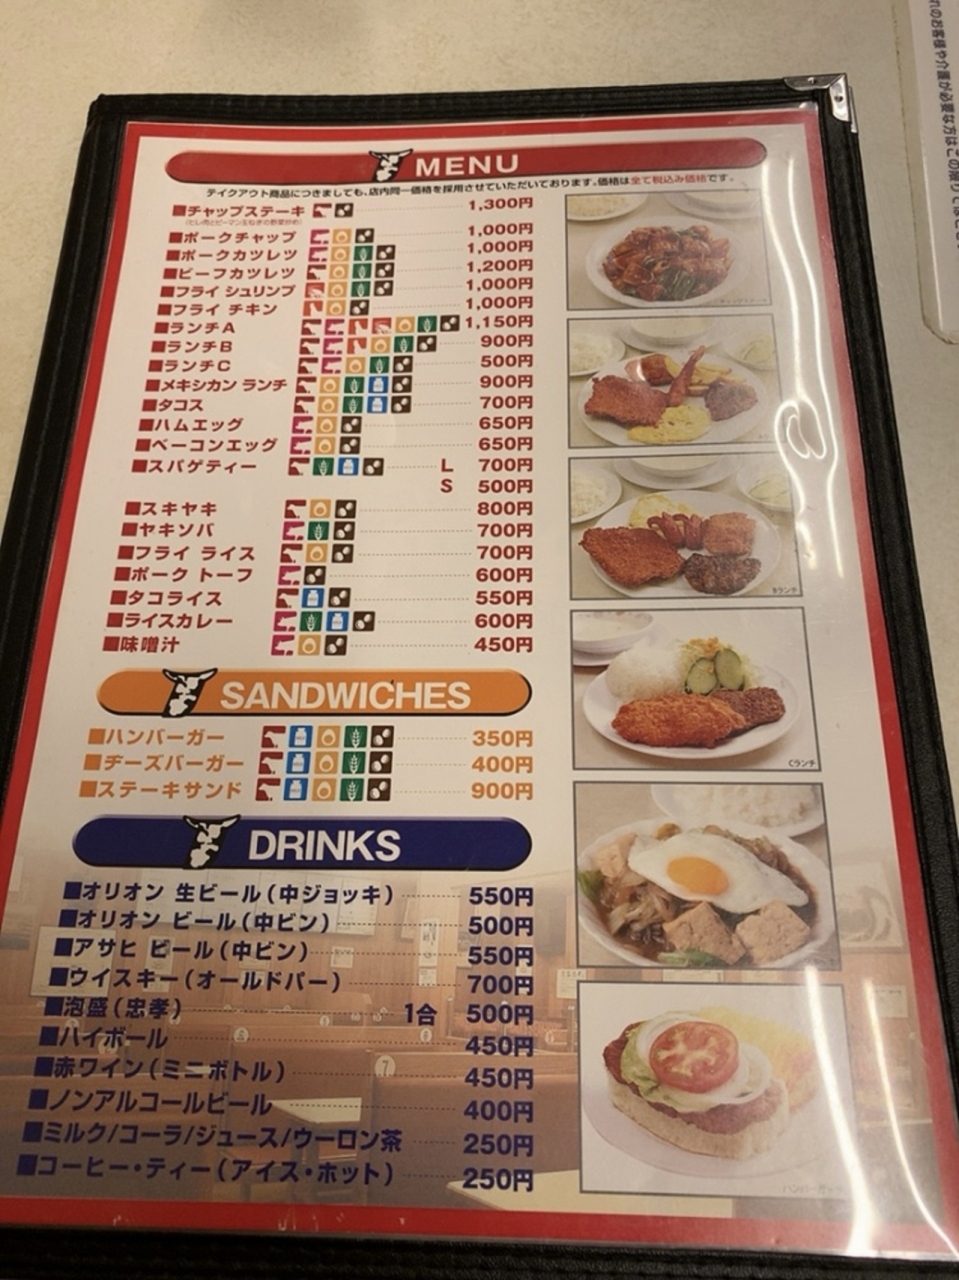 MENU
テイクアウト商品につきましても、店内同一価格を採用させていただいております。価格は全て税込み価格です。
■チャップステーキ 1,300円
■ポークチャップ 1,000円
■ポークカツレツ 1,000円
■ビーフカツレツ 1,200円
■フライ シュリンプ 1,000円
■フライ チキン 1,000円
■ランチA 1,150円
■ランチB 900円
■ランチC 500円
■メキシカン ランチ 900円
■タコス 700円
■ハムエッグ 650円
■ベーコンエッグ 650円
■スパゲティー L 700円
S 500円
■スキヤキ 800円
■ヤキソバ 700円
■フライ ライス 700円
■ポーク トーフ 600円
■タコライス 550円
■ライスカレー 600円
■味噌汁 450円
SANDWICHES
■ハンバーガー 350円
■チーズバーガー 400円
■ステーキサンド 900円
DRINKS
■オリオン 生ビール(中ジョッキ) 550円
■オリオン ビール(中ビン) 500円
■アサヒ ビール(中ビン) 550円
■ウイスキー(オールドパー) 700円
■泡盛(忠孝) 1合 500円
■ハイボール 450円
■赤ワイン(ミニボトル) 450円
■ノンアルコールビール 400円
■ミルク/コーラ/ジュース/ウーロン茶 250円
■コーヒー・ティー(アイス・ホット) 250円
Bランチ
Cランチ
ハンバーガー